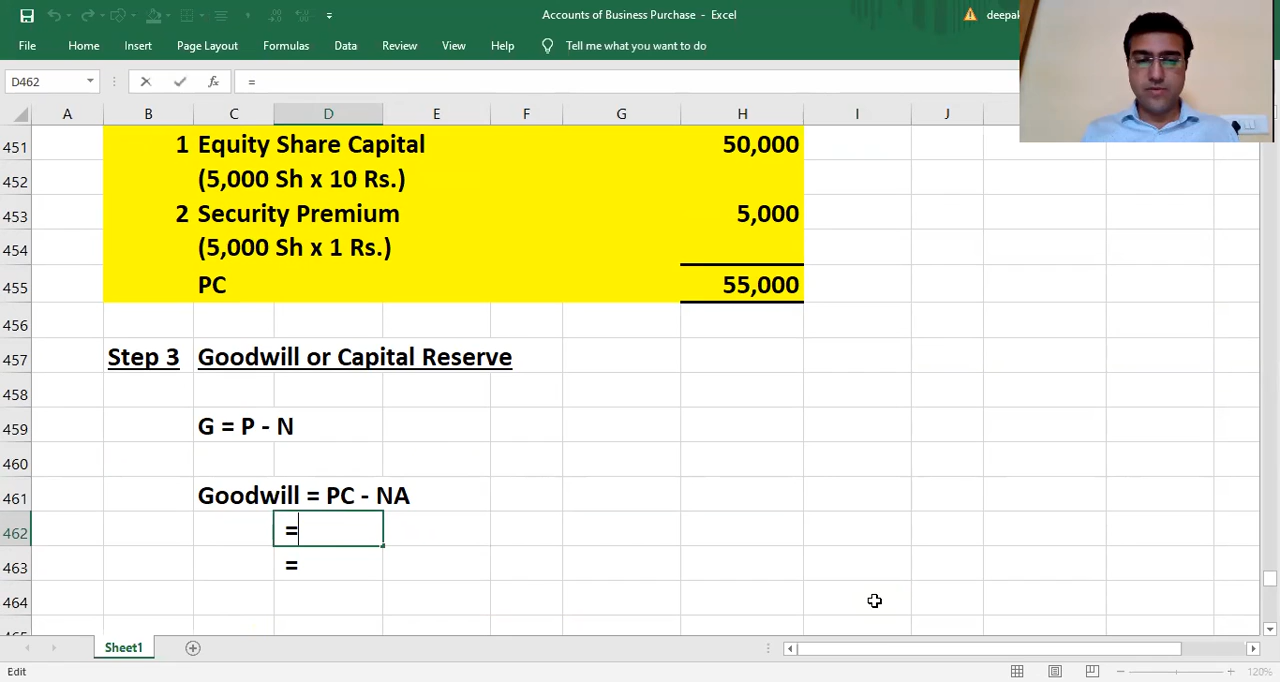 Accounts of Business Purchase - Excel
deepak
File Home Insert Page Layout Formulas Data Review View Help Tell me what you want to do
D462 fx =
A B C D E F G H I J
451 1 Equity Share Capital 50,000
452 (5,000 Sh x 10 Rs.)
453 2 Security Premium 5,000
454 (5,000 Sh x 1 Rs.)
455 PC 55,000
456
457 Step 3 Goodwill or Capital Reserve
458
459 G = P - N
460
461 Goodwill = PC - NA
462 =
463 =
464
Sheet1
Edit 120%